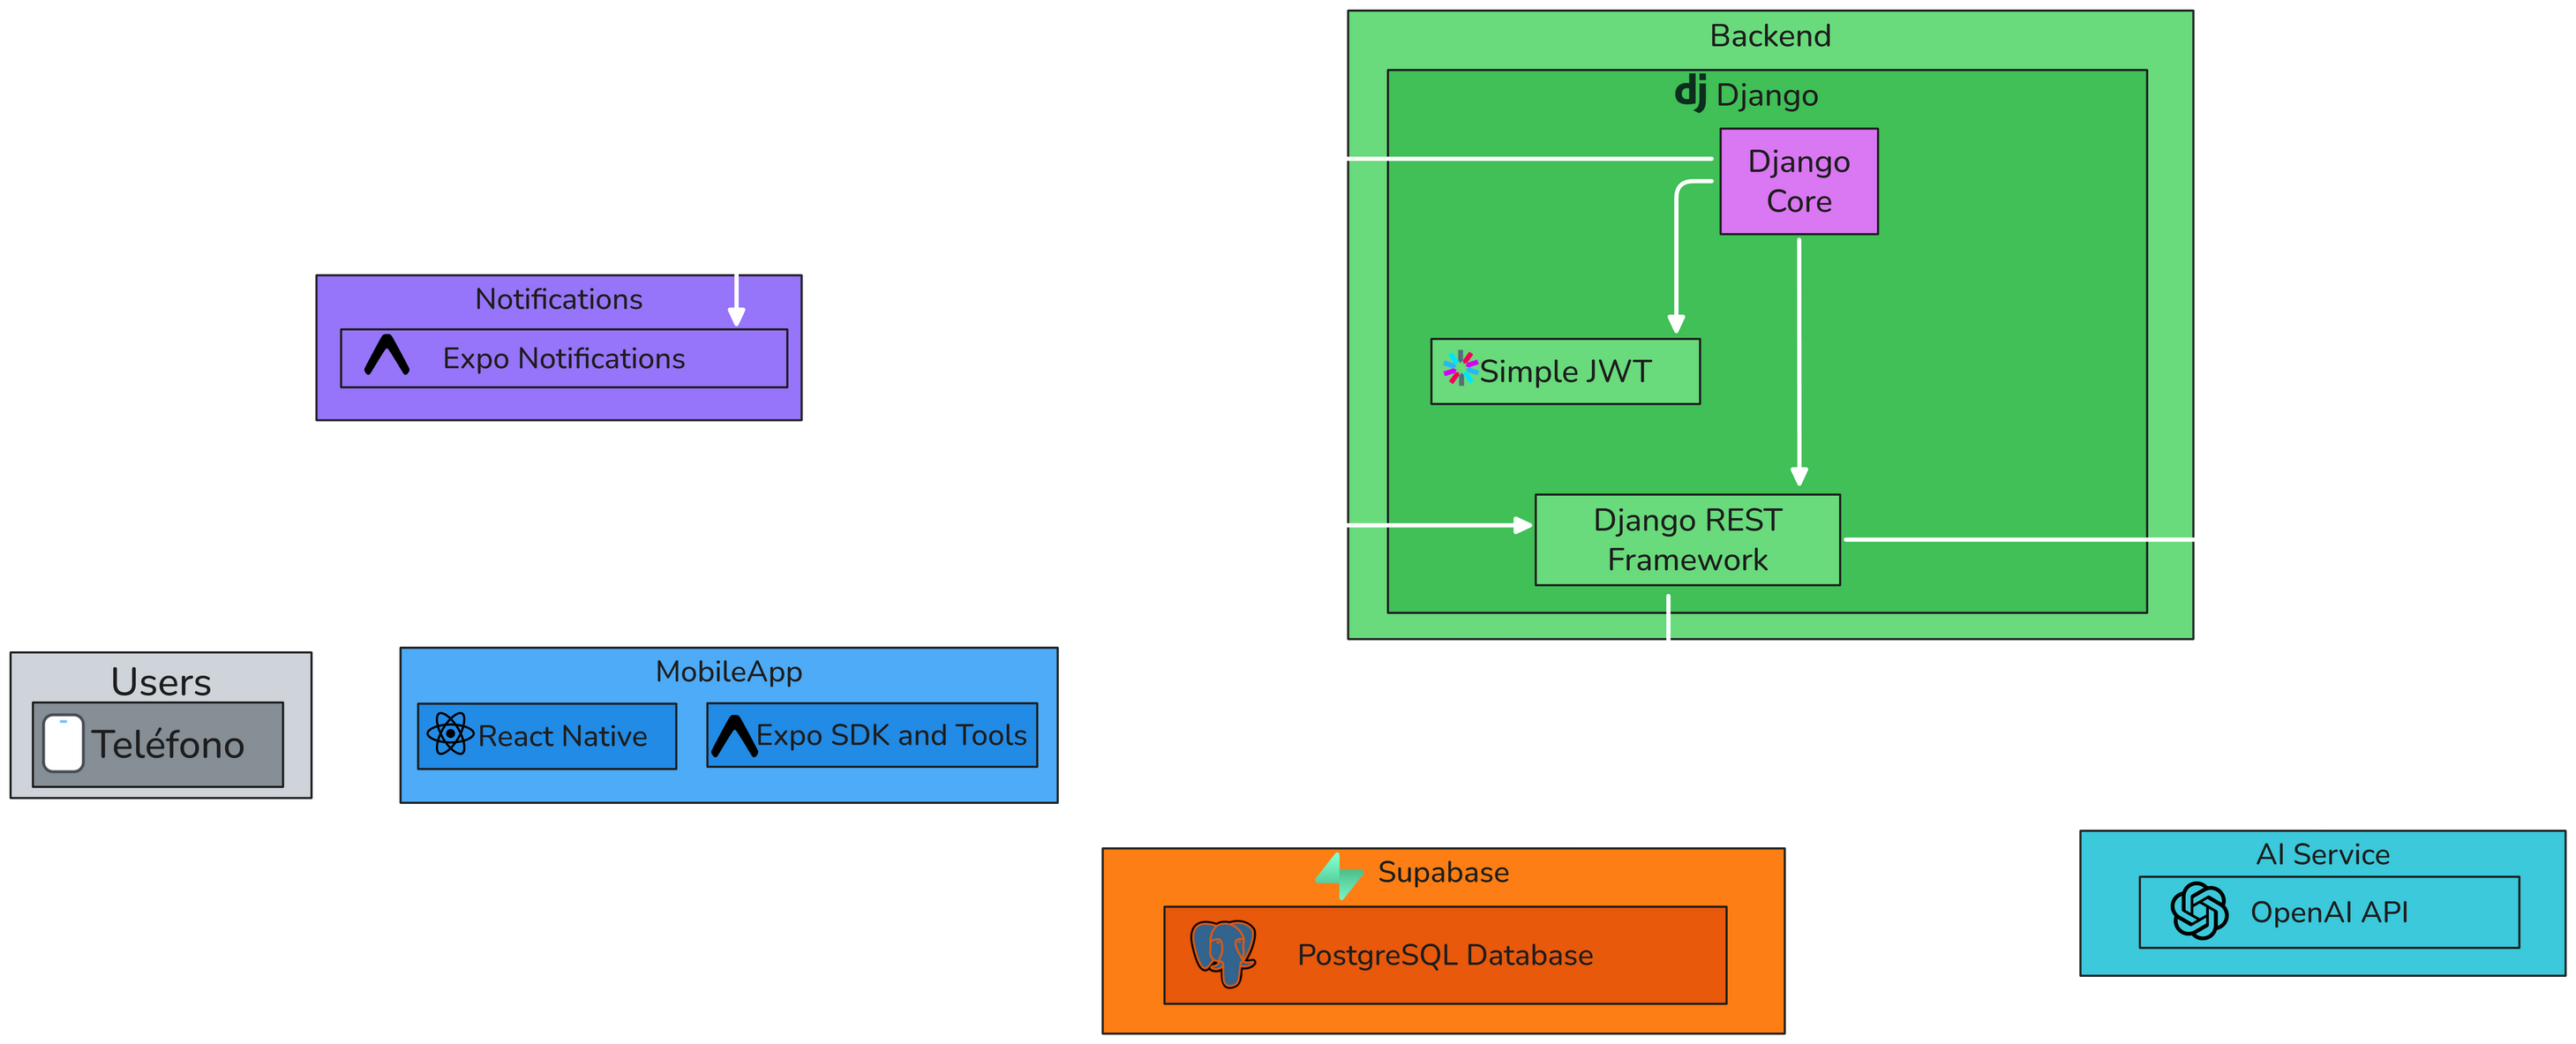 Backend
dj Django
Django
Core
Notifications
Expo Notifications
Simple JWT
Django REST
Framework
Users
Teléfono
MobileApp
React Native
Expo SDK and Tools
Supabase
PostgreSQL Database
AI Service
OpenAI API